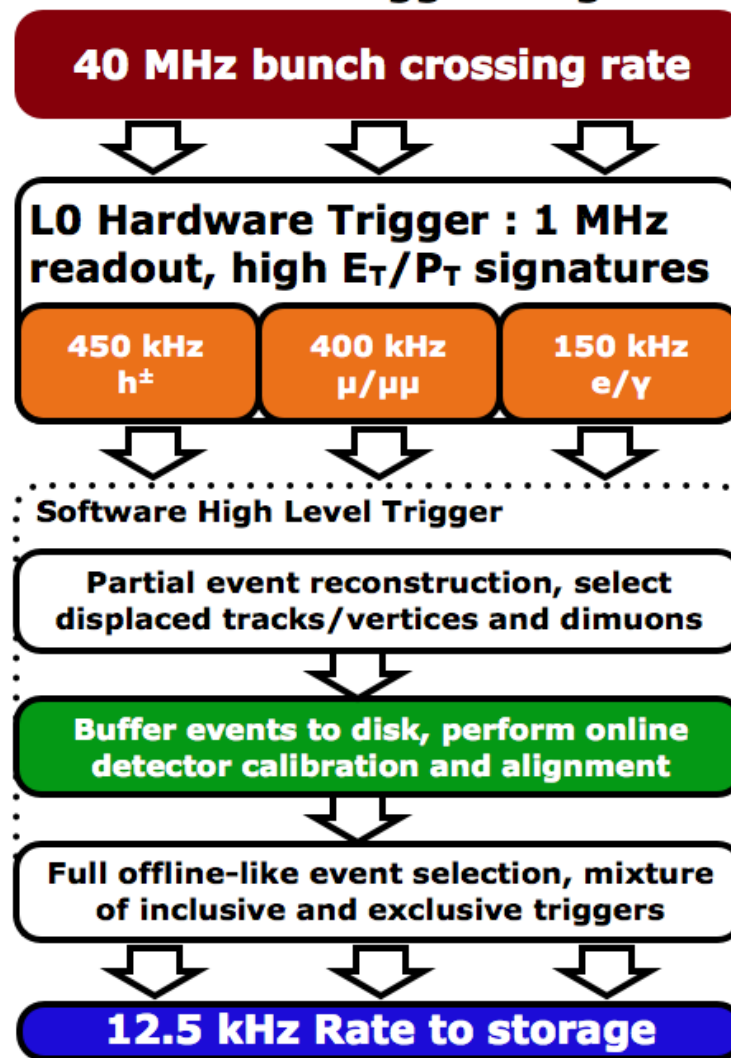 40 MHz bunch crossing rate
L0 Hardware Trigger : 1 MHz
readout, high E_T/P_T signatures
450 kHz
h±
400 kHz
μ/μμ
150 kHz
e/γ
Software High Level Trigger
Partial event reconstruction, select
displaced tracks/vertices and dimuons
Buffer events to disk, perform online
detector calibration and alignment
Full offline-like event selection, mixture
of inclusive and exclusive triggers
12.5 kHz Rate to storage